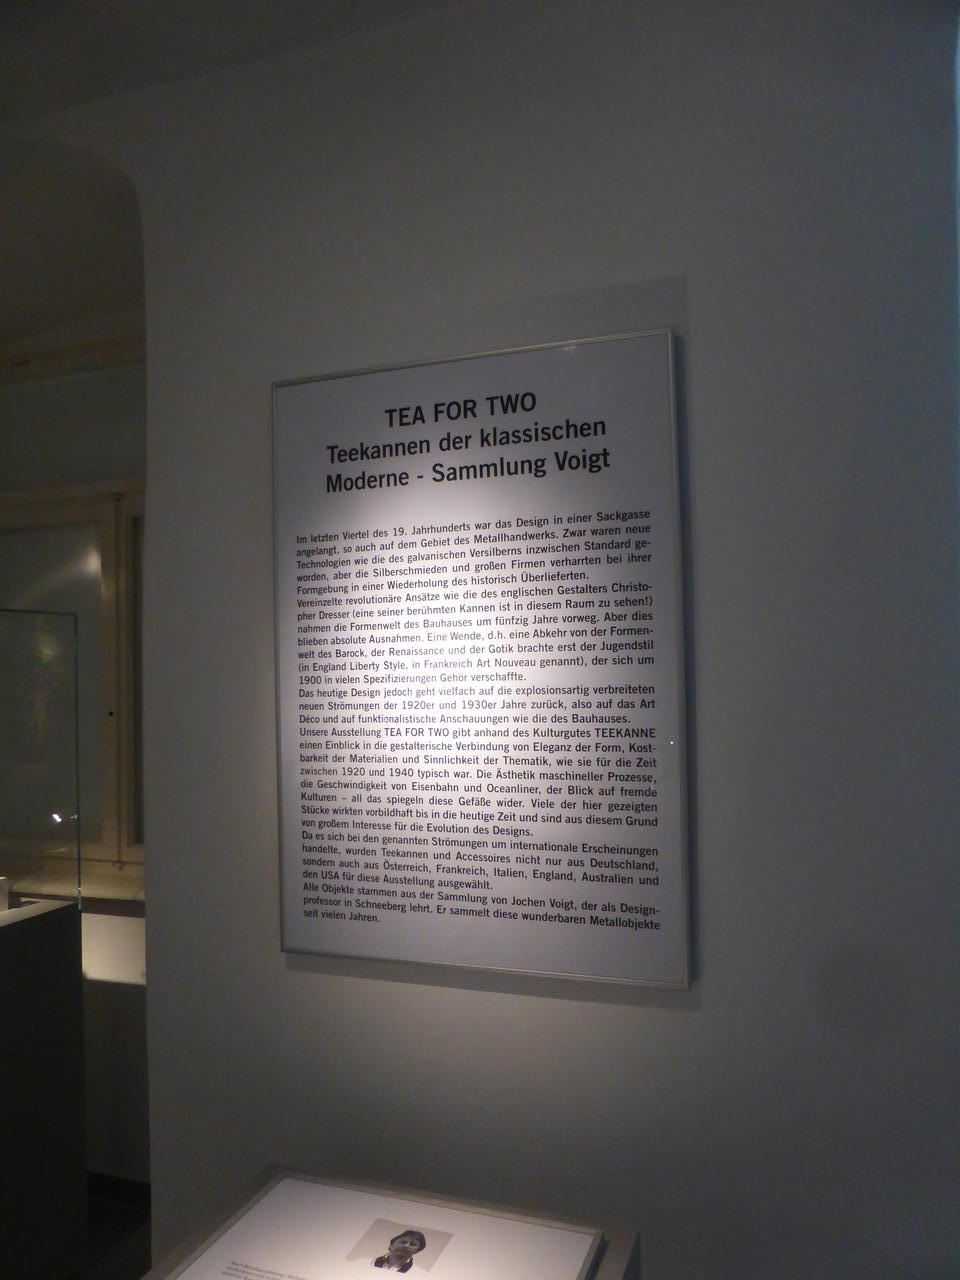 TEA FOR TWO
Teekannen der klassischen
Moderne - Sammlung Voigt
Im letzten Viertel des 19. Jahrhunderts war das Design in einer Sackgasse
angelangt, so auch auf dem Gebiet des Metallhandwerks. Zwar waren neue
Technologien wie die des galvanischen Versilberns inzwischen Standard ge-
worden, aber die Silberschmieden und großen Firmen verharrten bei ihrer
Formgebung in einer Wiederholung des historisch Überlieferten.
Vereinzelte revolutionäre Ansätze wie die des englischen Gestalters Christo-
pher Dresser (eine seiner berühmten Kannen ist in diesem Raum zu sehen!)
nahmen die Formenwelt des Bauhauses um fünfzig Jahre vorweg. Aber dies
blieben absolute Ausnahmen. Eine Wende, d.h. eine Abkehr von der Formen-
welt des Barock, der Renaissance und der Gotik brachte erst der Jugendstil
(in England Liberty Style, in Frankreich Art Nouveau genannt), der sich um
1900 in vielen Spezifizierungen Gehör verschaffte.
Das heutige Design jedoch geht vielfach auf die explosionsartig verbreiteten
neuen Strömungen der 1920er und 1930er Jahre zurück, also auf das Art
Déco und auf funktionalistische Anschauungen wie die des Bauhauses.
Unsere Ausstellung TEA FOR TWO gibt anhand des Kulturgutes TEEKANNE
einen Einblick in die gestalterische Verbindung von Eleganz der Form, Kost-
barkeit der Materialien und Sinnlichkeit der Thematik, wie sie für die Zeit
zwischen 1920 und 1940 typisch war. Die Ästhetik maschineller Prozesse,
die Geschwindigkeit von Eisenbahn und Oceanliner, der Blick auf fremde
Kulturen – all das spiegeln diese Gefäße wider. Viele der hier gezeigten
Stücke wirkten vorbildhaft bis in die heutige Zeit und sind aus diesem Grund
von großem Interesse für die Evolution des Designs.
Da es sich bei den genannten Strömungen um internationale Erscheinungen
handelte, wurden Teekannen und Accessoires nicht nur aus Deutschland,
sondern auch aus Österreich, Frankreich, Italien, England, Australien und
den USA für diese Ausstellung ausgewählt.
Alle Objekte stammen aus der Sammlung von Jochen Voigt, der als Design-
professor in Schneeberg lehrt. Er sammelt diese wunderbaren Metallobjekte
seit vielen Jahren.